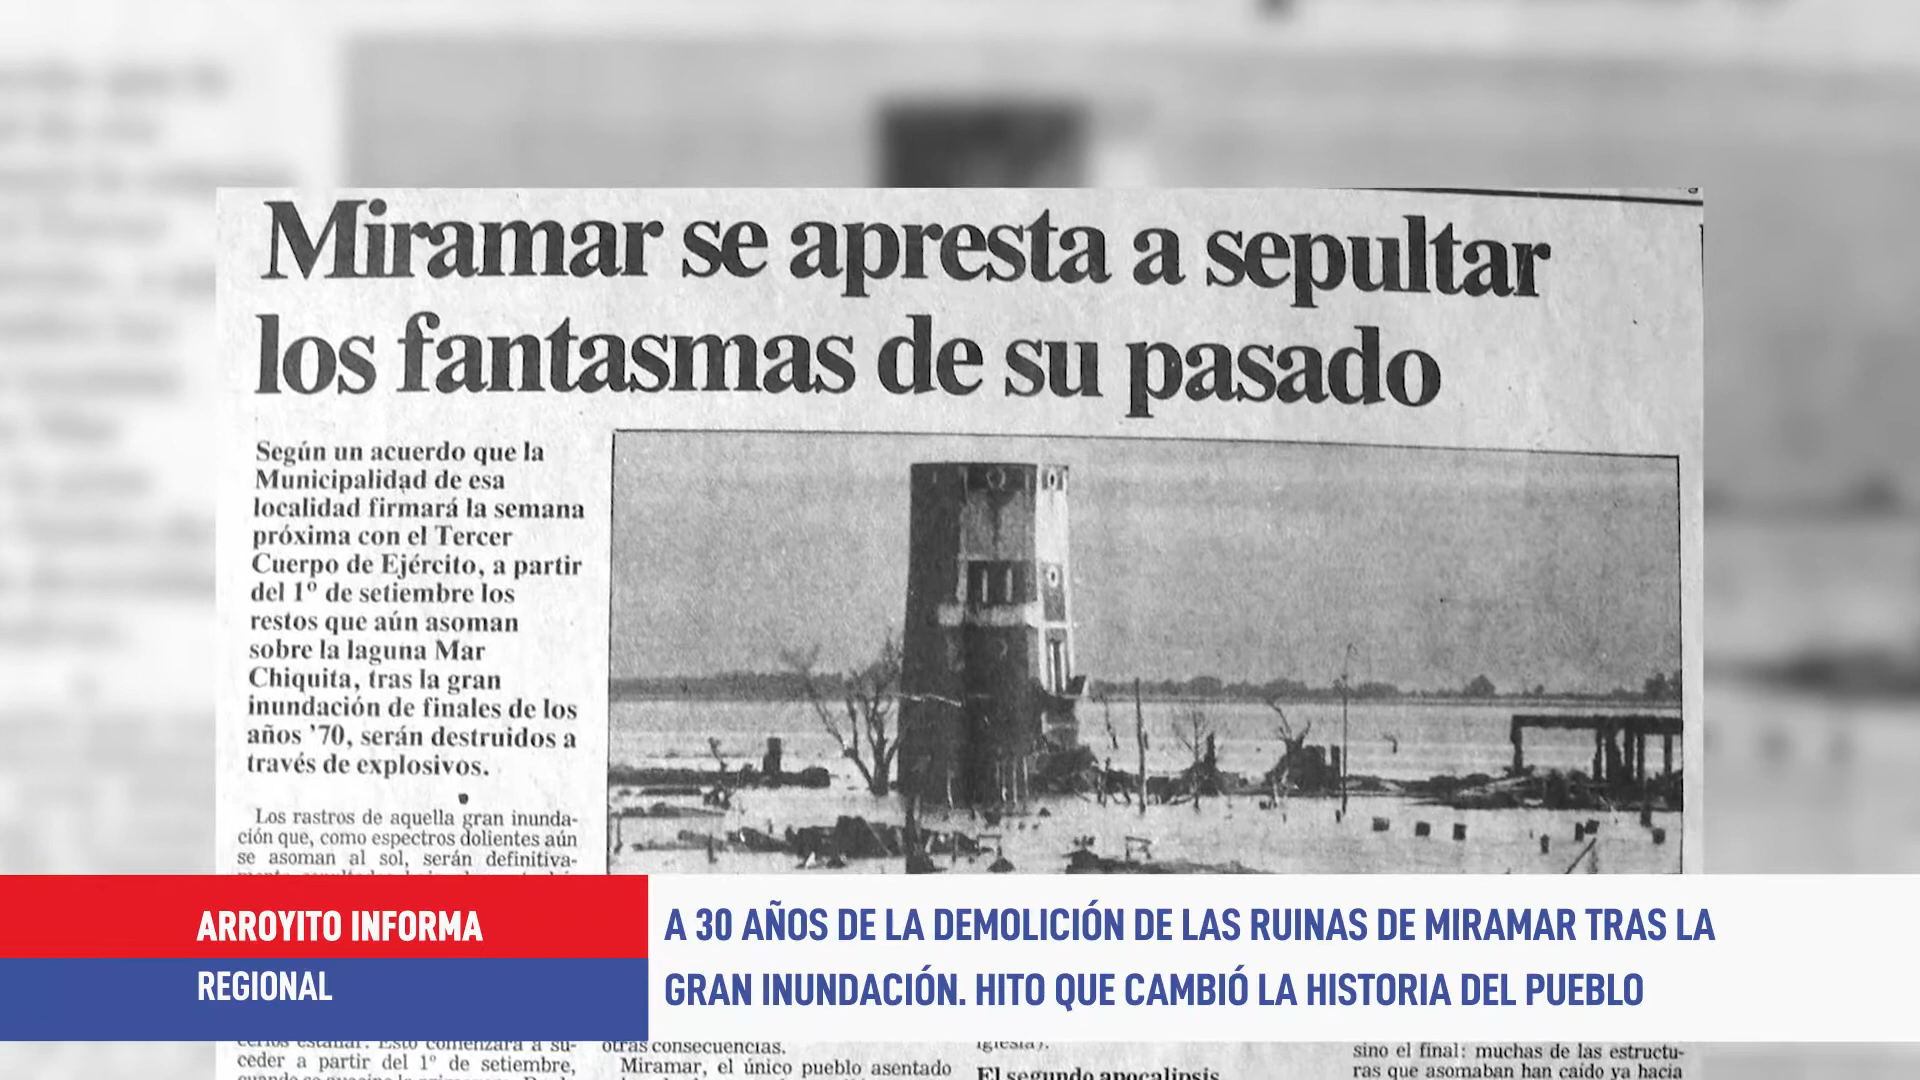 Miramar se apresta a sepultar
los fantasmas de su pasado
Según un acuerdo que la
Municipalidad de esa
localidad firmará la semana
próxima con el Tercer
Cuerpo de Ejército, a partir
del 1º de setiembre los
restos que aún asoman
sobre la laguna Mar
Chiquita, tras la gran
inundación de finales de los
años '70, serán destruidos a
través de explosivos.
Los rastros de aquella gran inunda-
ción que, como espectros dolientes aún
se asoman al sol, serán definitiva-
ARROYITO INFORMA
REGIONAL
A 30 AÑOS DE LA DEMOLICIÓN DE LAS RUINAS DE MIRAMAR TRAS LA
GRAN INUNDACIÓN. HITO QUE CAMBIÓ LA HISTORIA DEL PUEBLO
Esto comenzará a su-
ceder a partir del 1º de setiembre,
otras consecuencias.
Miramar, el único pueblo asentado
iglesia).
El segundo apocalipsis
sino el final: muchas de las estructu-
ras que asomaban han caído ya hacia